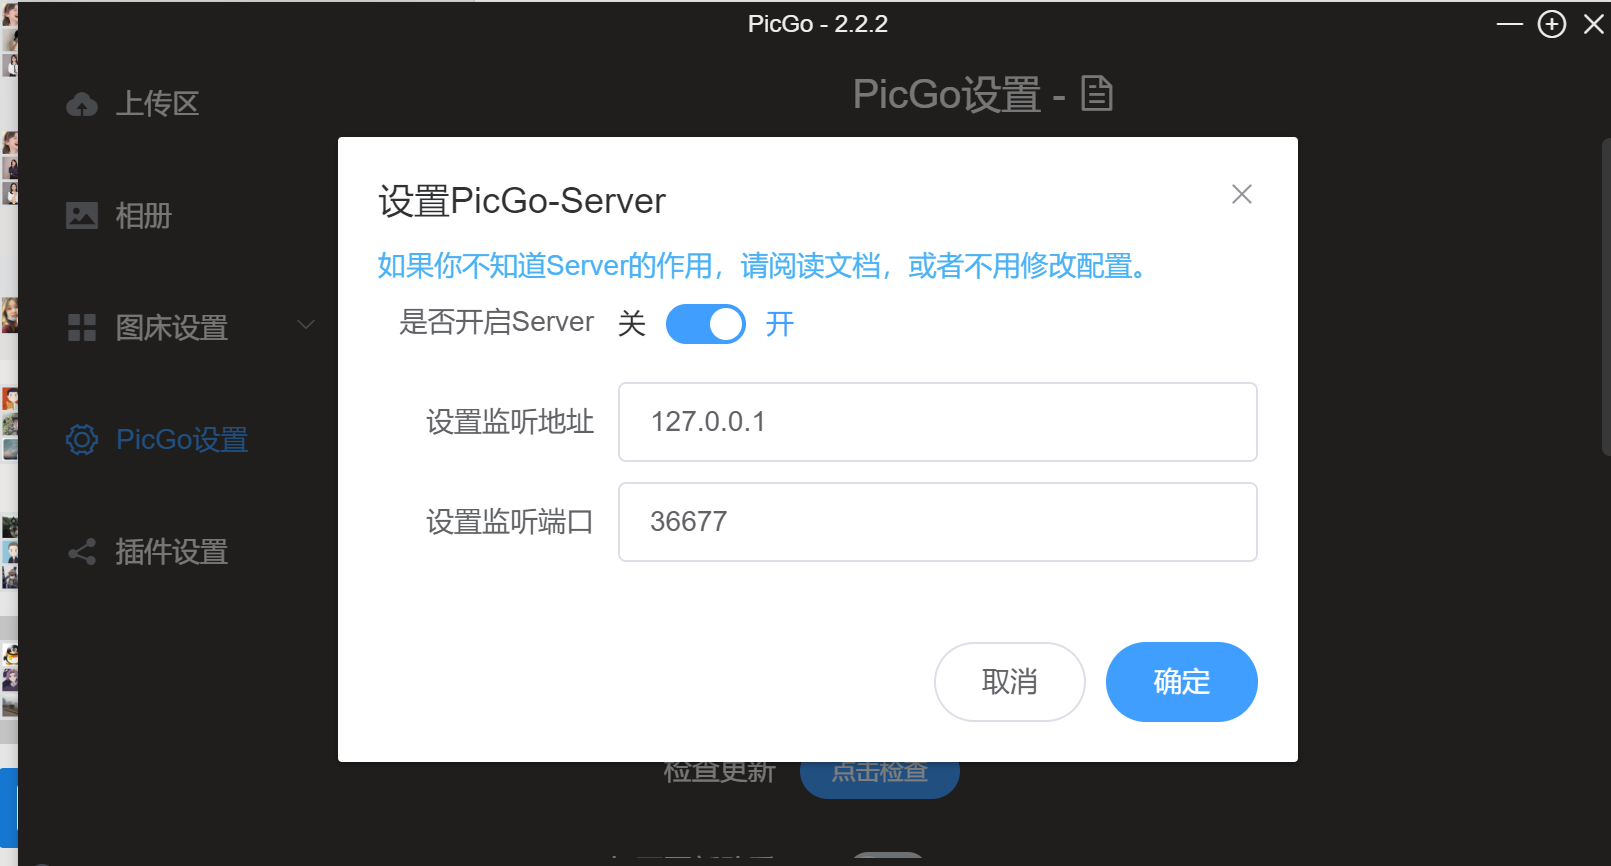 PicGo - 2.2.2
PicGo设置 -
上传区
相册
图床设置
PicGo设置
插件设置
设置PicGo-Server
如果你不知道Server的作用，请阅读文档，或者不用修改配置。
是否开启Server 关 开
设置监听地址 127.0.0.1
设置监听端口 36677
取消 确定
检查更新 点击检查